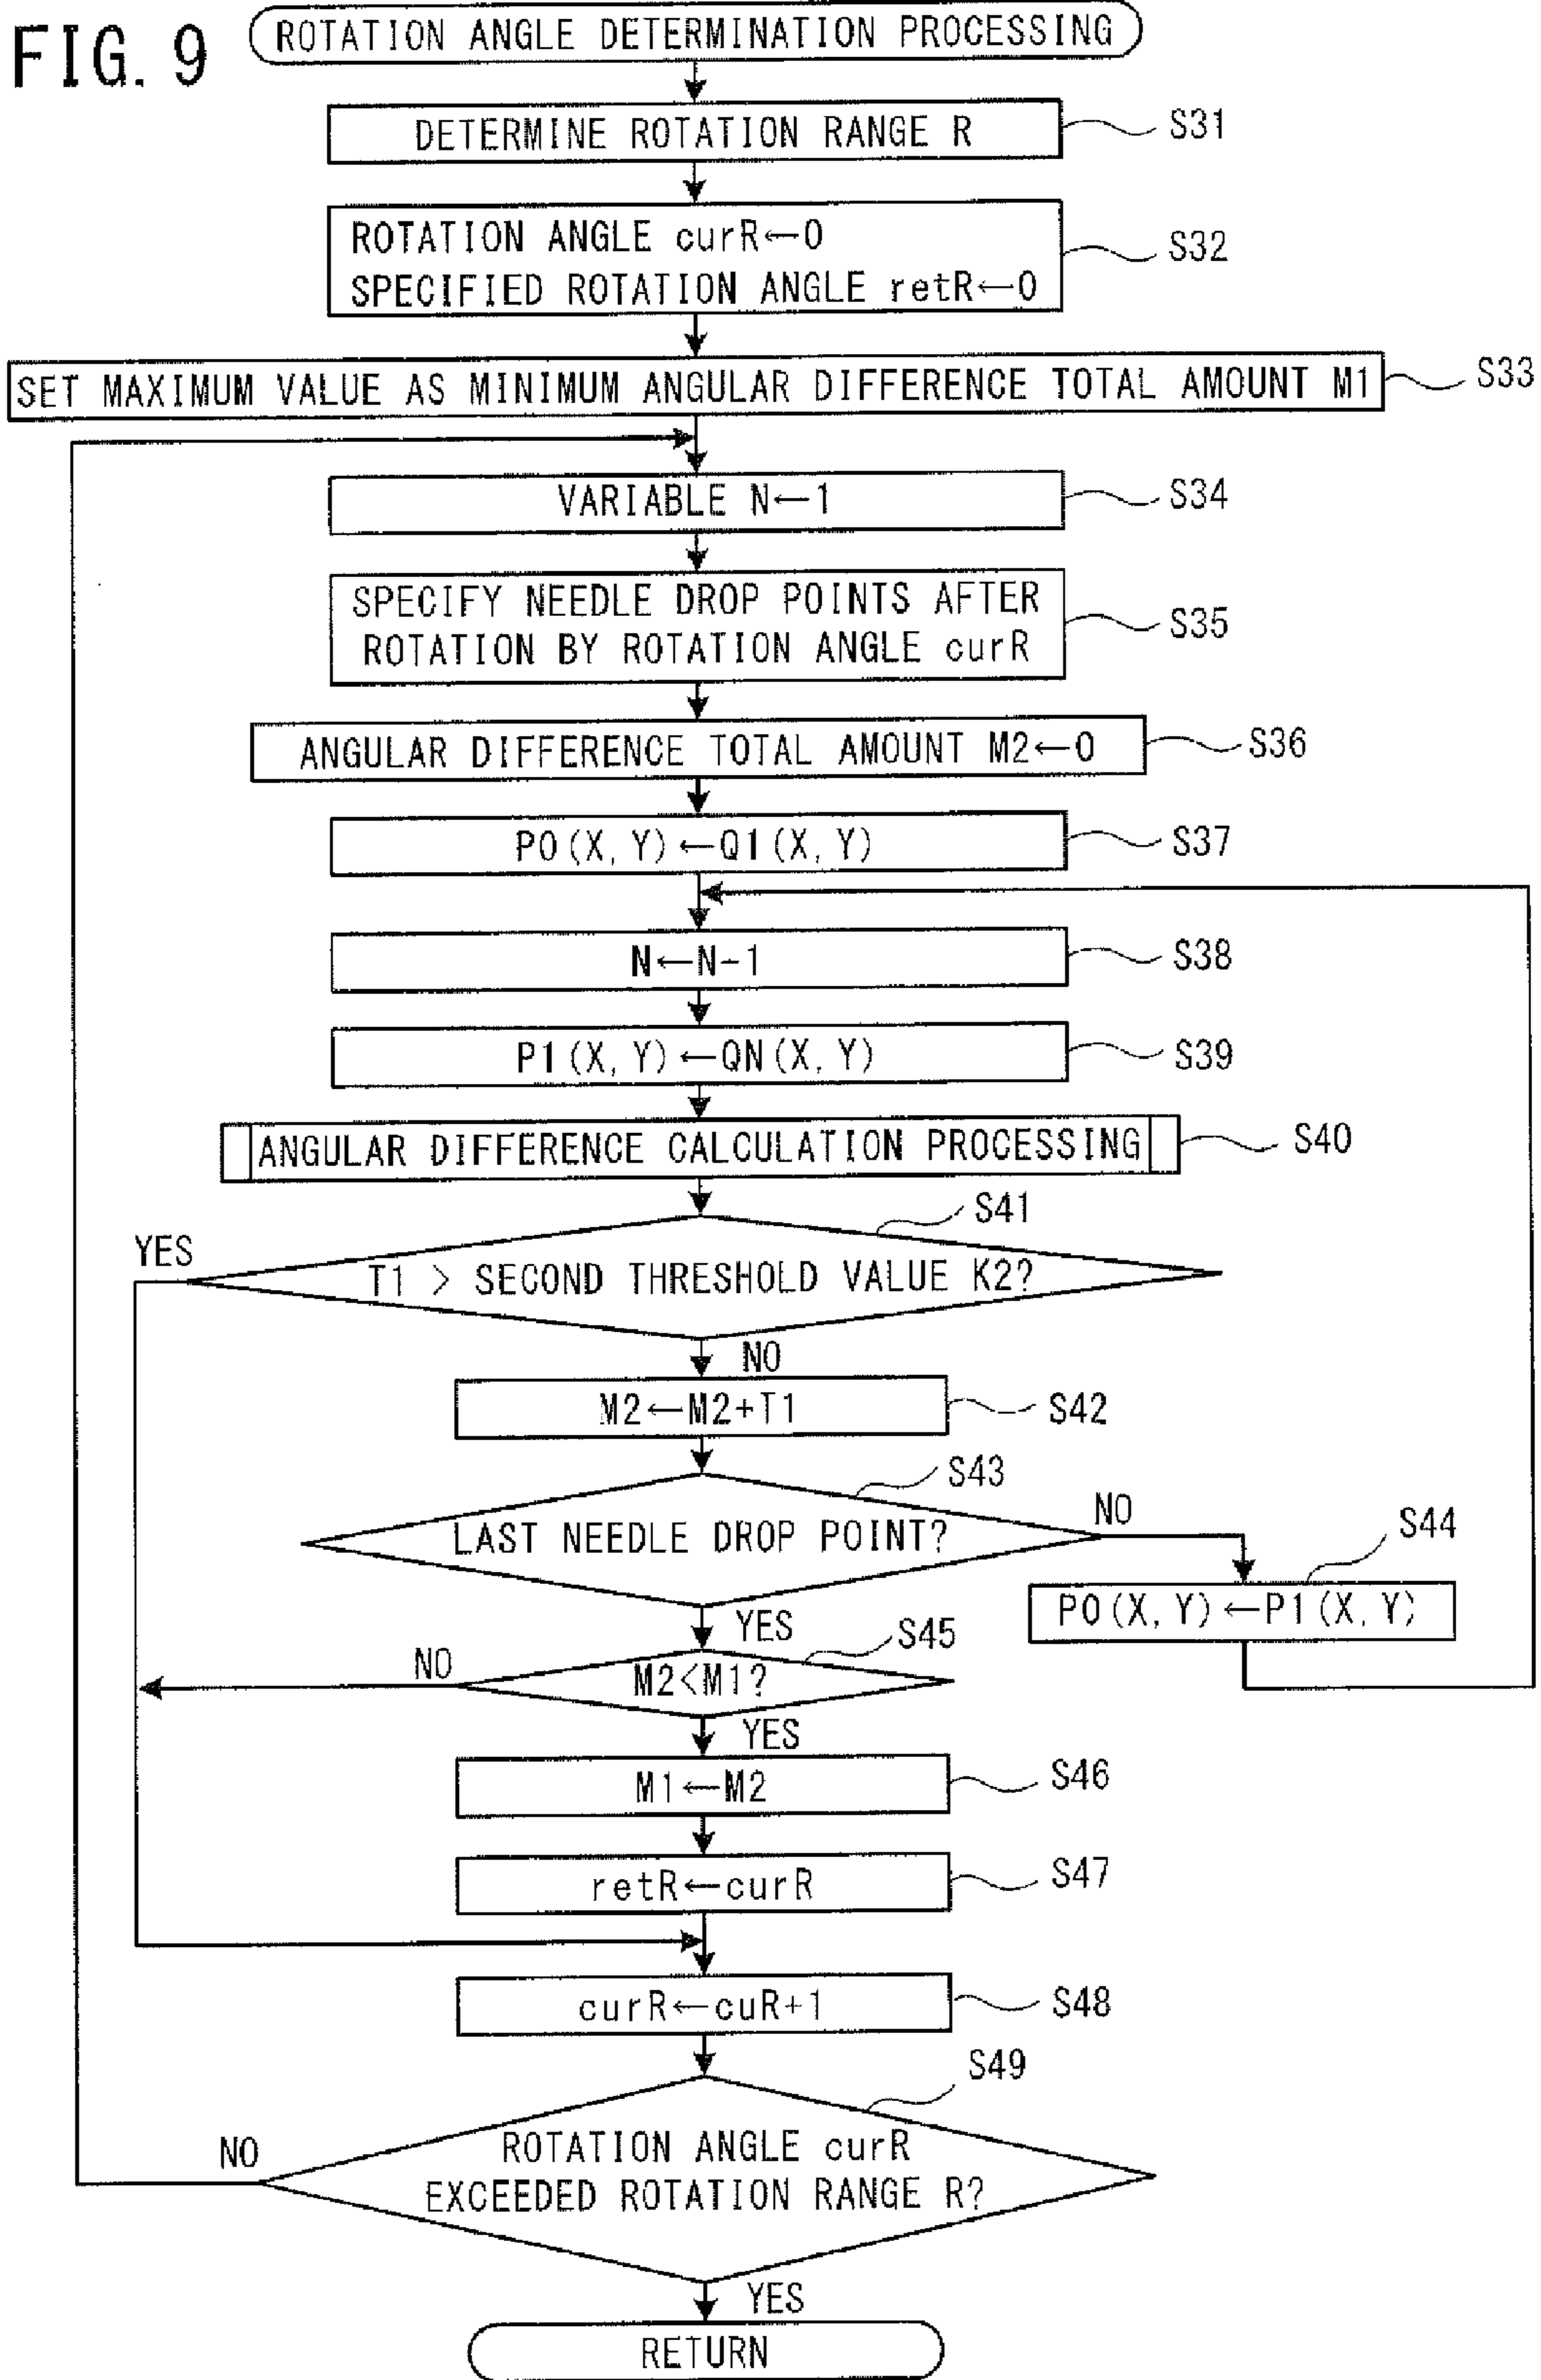 FIG. 9
ROTATION ANGLE DETERMINATION PROCESSING
DETERMINE ROTATION RANGE R
S31
ROTATION ANGLE curR←0
SPECIFIED ROTATION ANGLE retR←0
S32
SET MAXIMUM VALUE AS MINIMUM ANGULAR DIFFERENCE TOTAL AMOUNT M1
S33
VARIABLE N←1
S34
SPECIFY NEEDLE DROP POINTS AFTER
ROTATION BY ROTATION ANGLE curR
S35
ANGULAR DIFFERENCE TOTAL AMOUNT M2←0
S36
P0(X, Y)←Q1(X, Y)
S37
N←N-1
S38
P1(X, Y)←QN(X, Y)
S39
ANGULAR DIFFERENCE CALCULATION PROCESSING
S40
S41
YES
T1 > SECOND THRESHOLD VALUE K2?
NO
M2←M2+T1
S42
S43
LAST NEEDLE DROP POINT?
NO
S44
P0(X, Y)←P1(X, Y)
YES
S45
NO
M2<M1?
YES
M1←M2
S46
retR←curR
S47
curR←cuR+1
S48
S49
NO
ROTATION ANGLE curR
EXCEEDED ROTATION RANGE R?
YES
RETURN